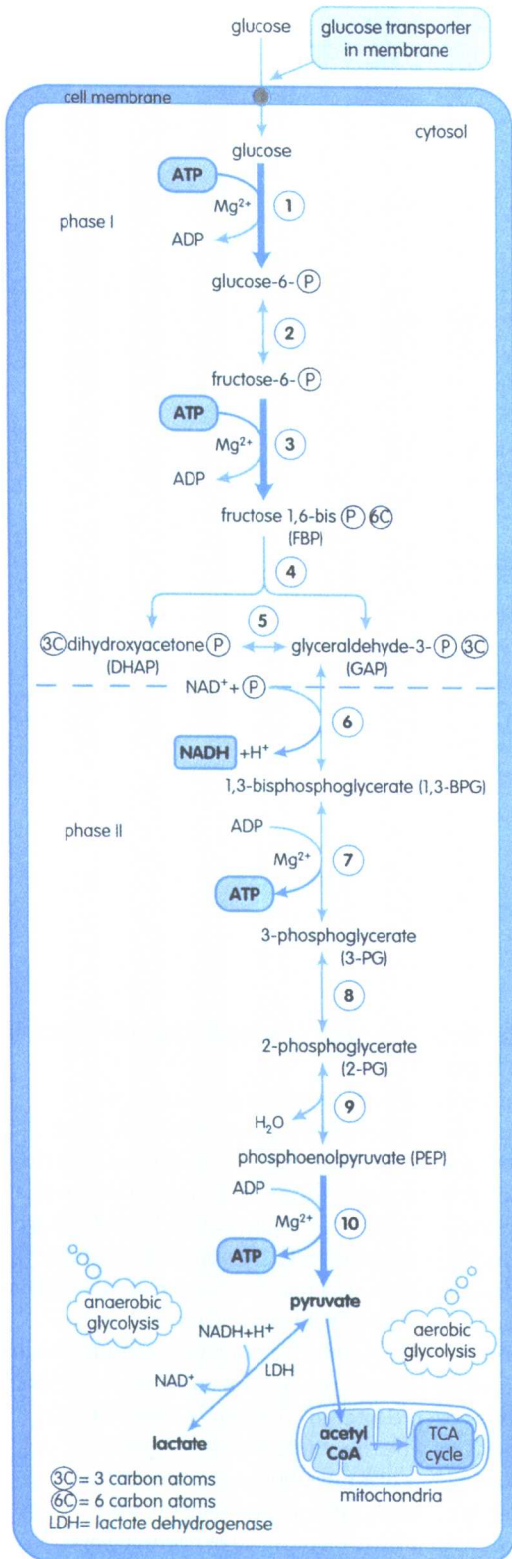 glucose
glucose transporter
in membrane
cell membrane
cytosol
glucose
ATP
Mg²⁺
1
phase I
ADP
glucose-6-P
2
fructose-6-P
ATP
Mg²⁺
3
ADP
fructose 1,6-bis P 6C
(FBP)
4
5
3C dihydroxyacetone P
(DHAP)
glyceraldehyde-3-P 3C
(GAP)
NAD⁺+P
6
NADH +H⁺
1,3-bisphosphoglycerate (1,3-BPG)
phase II
ADP
Mg²⁺
7
ATP
3-phosphoglycerate
(3-PG)
8
2-phosphoglycerate
(2-PG)
9
H₂O
phosphoenolpyruvate (PEP)
ADP
Mg²⁺
10
ATP
pyruvate
anaerobic
glycolysis
aerobic
glycolysis
NADH+H⁺
NAD⁺
LDH
lactate
acetyl
CoA
TCA
cycle
mitochondria
3C = 3 carbon atoms
6C = 6 carbon atoms
LDH= lactate dehydrogenase